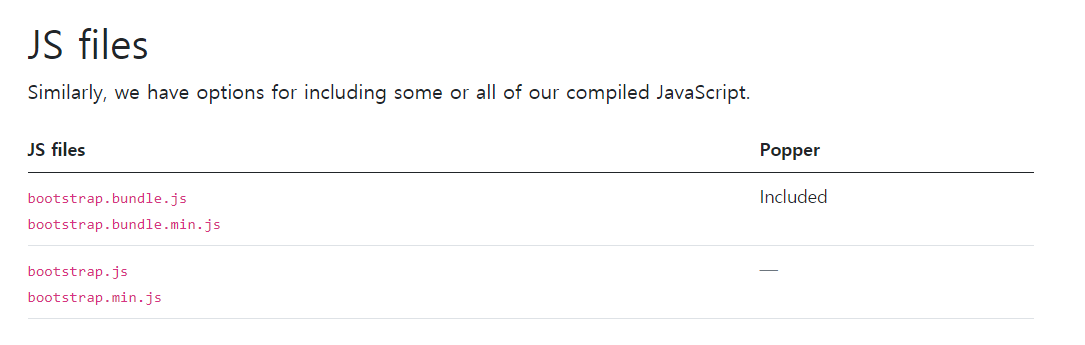 JS files
Similarly, we have options for including some or all of our compiled JavaScript.
JS files Popper
bootstrap.bundle.js Included
bootstrap.bundle.min.js
bootstrap.js —
bootstrap.min.js